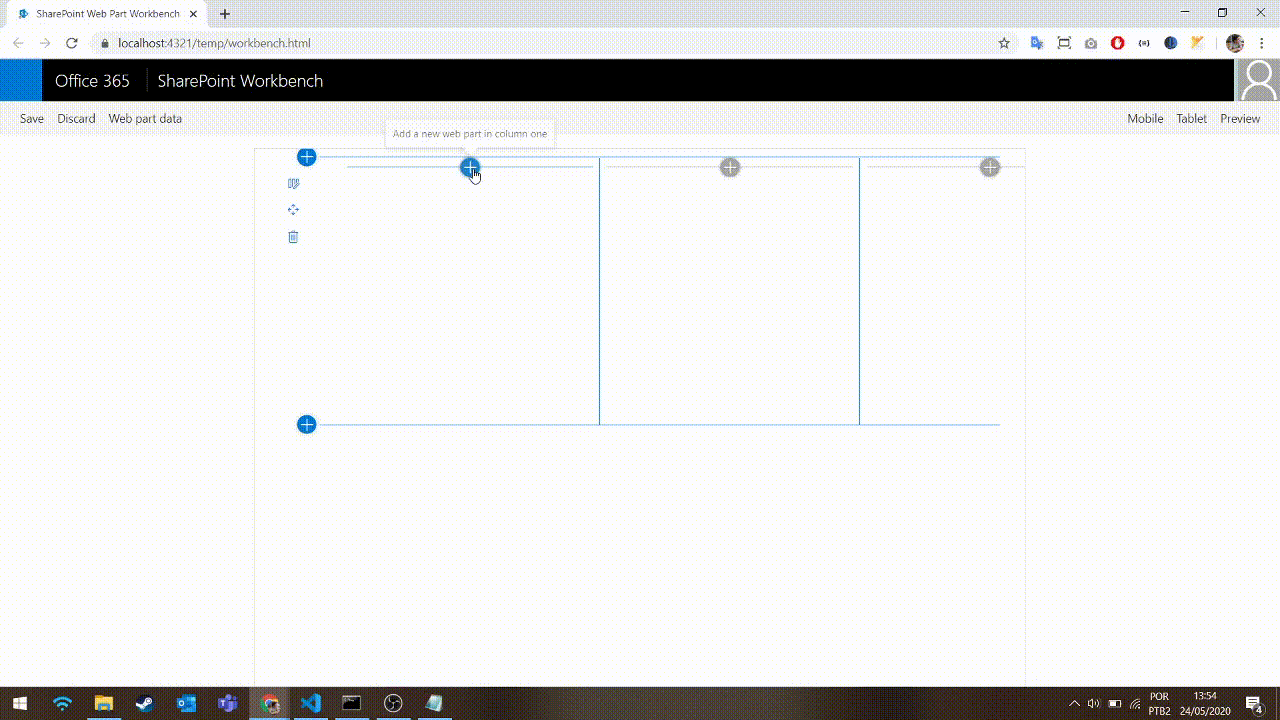 SharePoint Web Part Workbench
localhost:4321/temp/workbench.html
Office 365 SharePoint Workbench
Save Discard Web part data Mobile Tablet Preview
Add a new web part in column one
POR 13:54
PTB2 24/05/2020 4